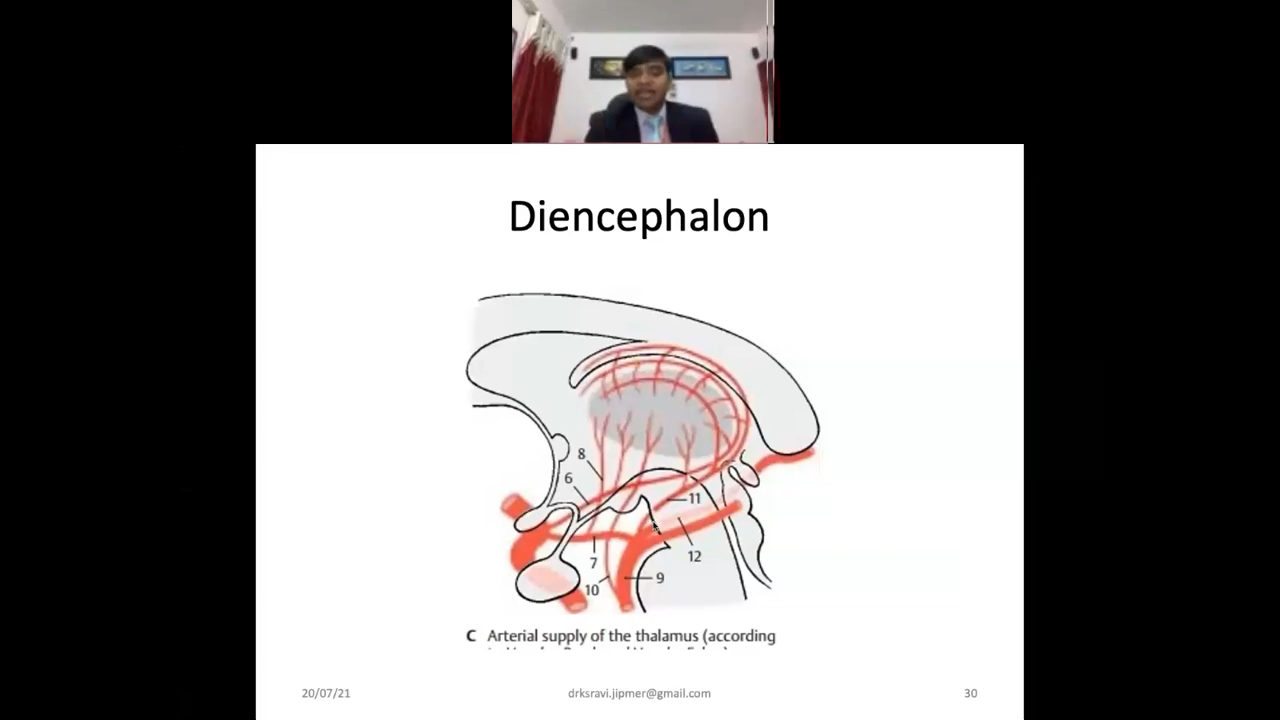 Diencephalon
8
6
11
12
7
9
10
C Arterial supply of the thalamus (according
20/07/21 drksravi.jipmer@gmail.com 30